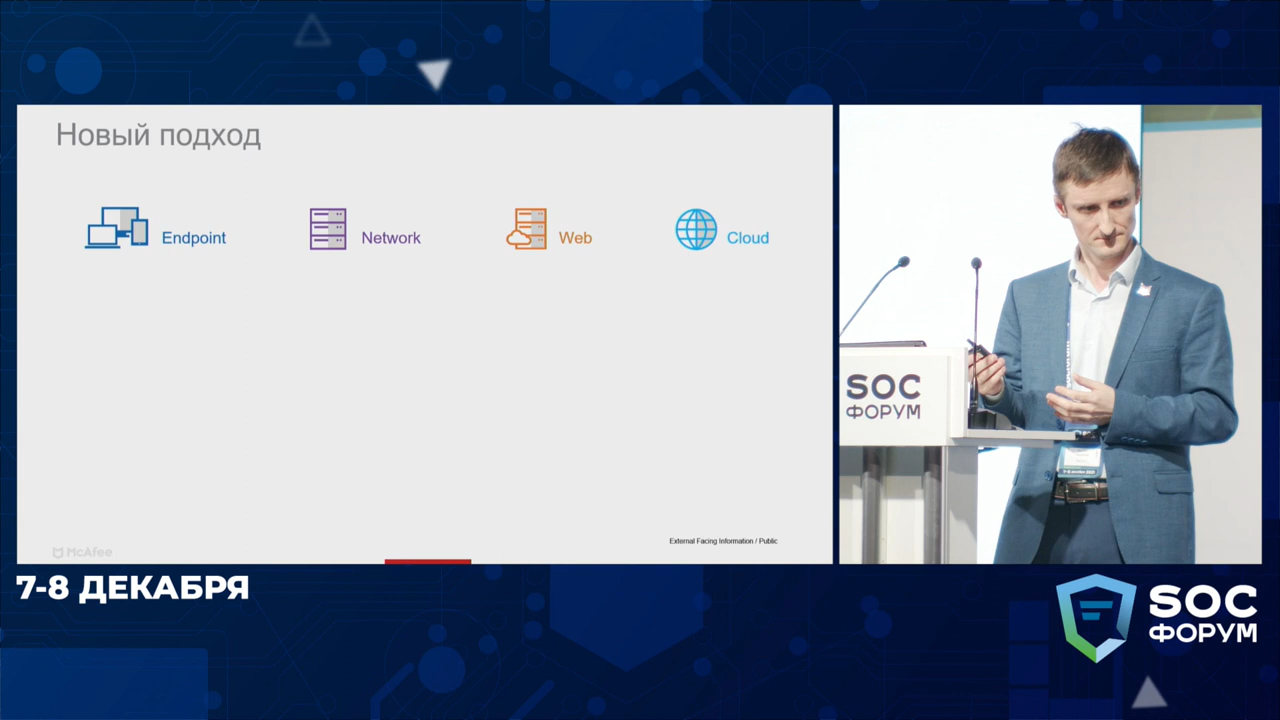 Новый подход
Endpoint
Network
Web
Cloud
McAfee
External Facing Information / Public
SOC
ФОРУМ
7-8 ДЕКАБРЯ
SOC
ФОРУМ